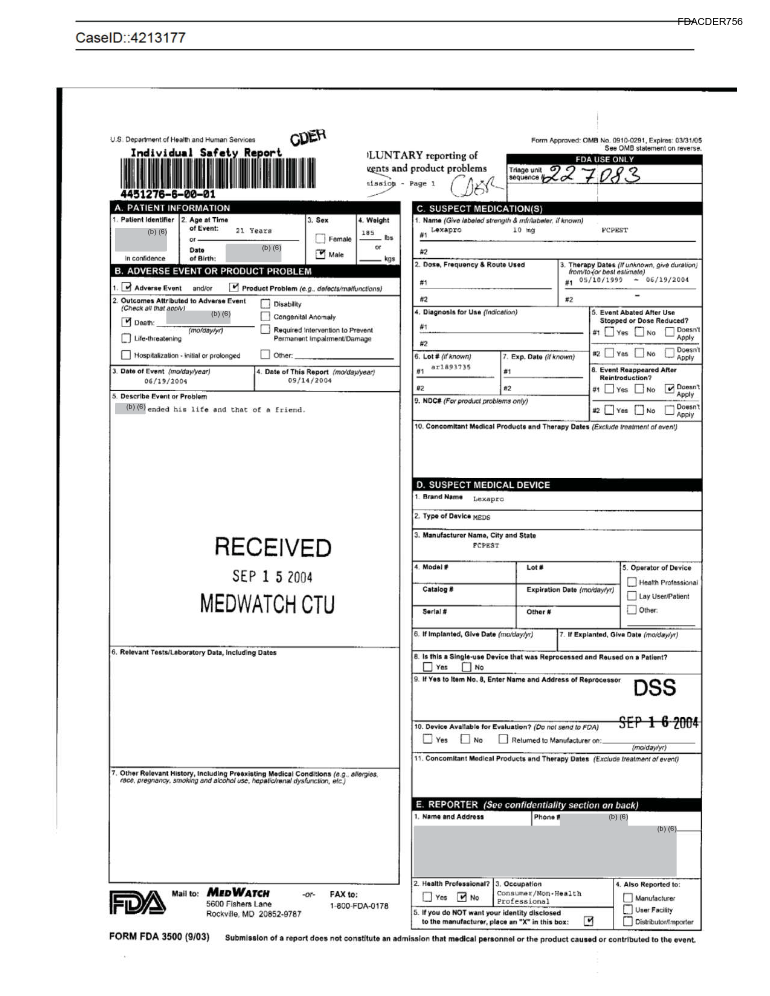 FDACDER756
CaseID::4213177
U.S. Department of Health and Human Services
CDER
Form Approved: OMB No. 0910-0291, Expires: 03/31/05
See OMB statement on reverse.
Individual Safety Report
4451276-6-00-01
LUNTARY reporting of
vents and product problems
Page 1
FDA USE ONLY
Triage unit
sequence #
227083
A. PATIENT INFORMATION
1. Patient Identifier
(b) (6)
In confidence
2. Age at Time
of Event: 21 Years
or
Date
of Birth:
(b) (6)
3. Sex
Female
Male
4. Weight
185 lbs
or
kgs
B. ADVERSE EVENT OR PRODUCT PROBLEM
1. Adverse Event and/or Product Problem (e.g., defects/malfunctions)
2. Outcomes Attributed to Adverse Event
(Check all that apply)
(b) (6)
Death:
(mo/day/yr)
Life-threatening
Hospitalization - initial or prolonged
Disability
Congenital Anomaly
Required Intervention to Prevent
Permanent Impairment/Damage
Other:
3. Date of Event (mo/day/year)
06/19/2004
4. Date of This Report (mo/day/year)
09/14/2004
5. Describe Event or Problem
(b) (6) ended his life and that of a friend.
RECEIVED
SEP 15 2004
MEDWATCH CTU
6. Relevant Tests/Laboratory Data, Including Dates
7. Other Relevant History, Including Preexisting Medical Conditions (e.g., allergies,
race, pregnancy, smoking and alcohol use, hepatic/renal dysfunction, etc.)
C. SUSPECT MEDICATION(S)
1. Name (Give labeled strength & mfr/labeler, if known)
#1 Lexapro 10 mg FCPEST
#2
2. Dose, Frequency & Route Used
#1
#2
3. Therapy Dates (If unknown, give duration)
from/to (or best estimate)
#1 05/10/1999 - 06/19/2004
#2 -
4. Diagnosis for Use (Indication)
#1
#2
5. Event Abated After Use
Stopped or Dose Reduced?
#1 Yes No Doesn't
Apply
#2 Yes No Doesn't
Apply
6. Lot # (if known)
#1 sr1893735
#2
7. Exp. Date (if known)
#1
#2
8. Event Reappeared After
Reintroduction?
#1 Yes No Doesn't
Apply
#2 Yes No Doesn't
Apply
9. NDC# (For product problems only)
10. Concomitant Medical Products and Therapy Dates (Exclude treatment of event)
D. SUSPECT MEDICAL DEVICE
1. Brand Name Lexapro
2. Type of Device MEDS
3. Manufacturer Name, City and State
FCPEST
4. Model #
Lot #
Catalog #
Expiration Date (mo/day/yr)
Serial #
Other #
5. Operator of Device
Health Professional
Lay User/Patient
Other:
6. If Implanted, Give Date (mo/day/yr)
7. If Explanted, Give Date (mo/day/yr)
8. Is this a Single-use Device that was Reprocessed and Reused on a Patient?
Yes No
9. If Yes to Item No. 8, Enter Name and Address of Reprocessor
DSS
SEP 16 2004
10. Device Available for Evaluation? (Do not send to FDA)
Yes No Returned to Manufacturer on:
(mo/day/yr)
11. Concomitant Medical Products and Therapy Dates (Exclude treatment of event)
E. REPORTER (See confidentiality section on back)
1. Name and Address
Phone #
(b) (6)
(b) (6)
2. Health Professional?
Yes No
3. Occupation
Consumer/Non-Health
Professional
4. Also Reported to:
Manufacturer
User Facility
Distributor/Importer
5. If you do NOT want your identity disclosed
to the manufacturer, place an "X" in this box:
FDA
Mail to: MEDWATCH
5600 Fishers Lane
Rockville, MD 20852-9787
-or-
FAX to:
1-800-FDA-0178
FORM FDA 3500 (9/03) Submission of a report does not constitute an admission that medical personnel or the product caused or contributed to the event.